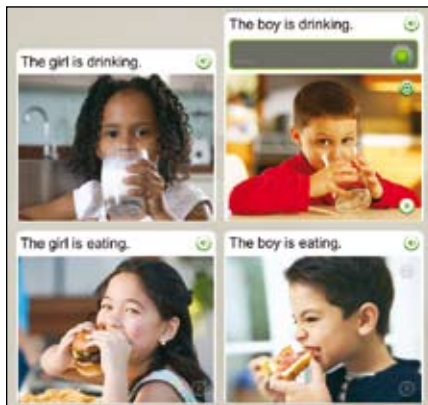 The girl is drinking.
The boy is drinking.
The girl is eating.
The boy is eating.